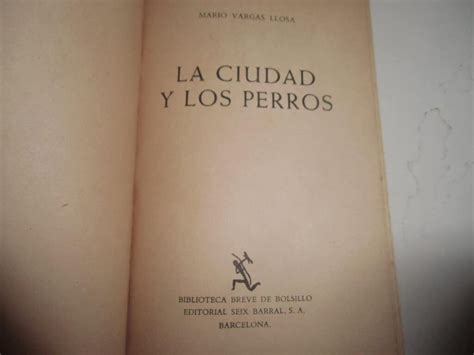 MARIO VARGAS LLOSA
LA CIUDAD
Y LOS PERROS
BIBLIOTECA BREVE DE BOLSILLO
EDITORIAL SEIX BARRAL, S. A.
BARCELONA,